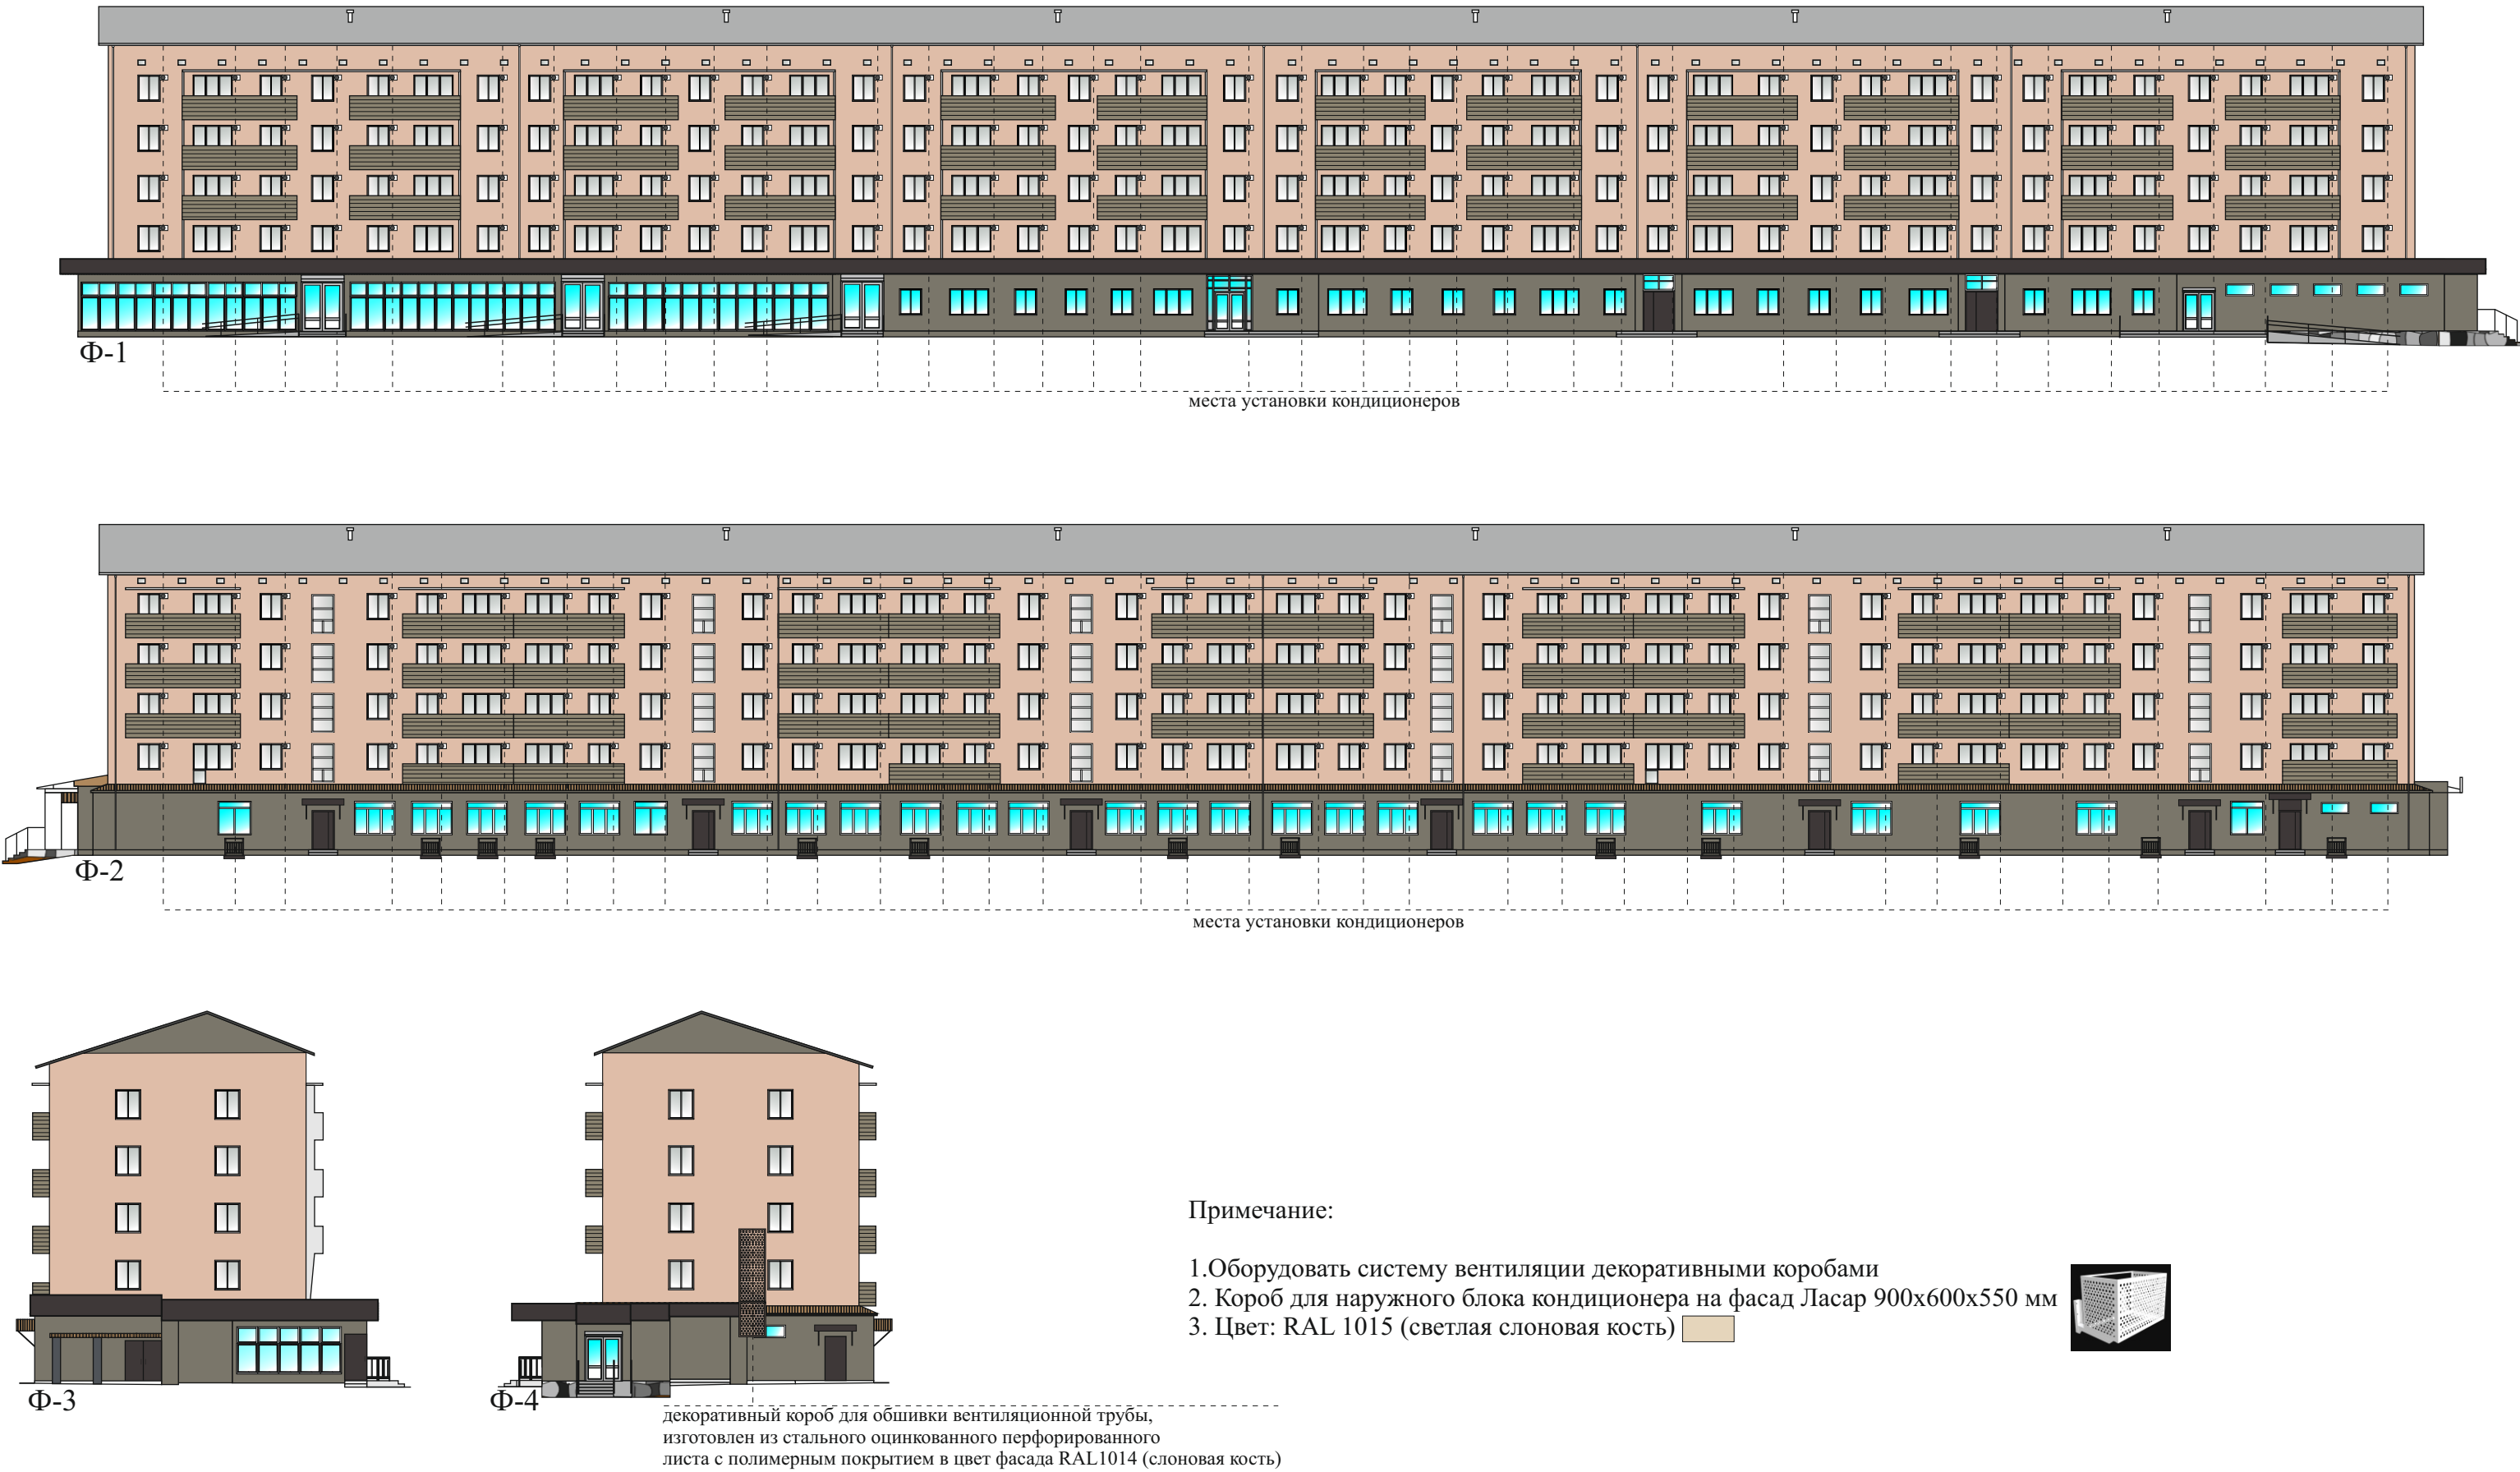 Ф-1
места установки кондиционеров
Ф-2
места установки кондиционеров
Ф-3
Ф-4
декоративный короб для обшивки вентиляционной трубы,
изготовлен из стального оцинкованного перфорированного
листа с полимерным покрытием в цвет фасада RAL1014 (слоновая кость)
Примечание:
1.Оборудовать систему вентиляции декоративными коробами
2. Короб для наружного блока кондиционера на фасад Ласар 900х600х550 мм
3. Цвет: RAL 1015 (светлая слоновая кость)